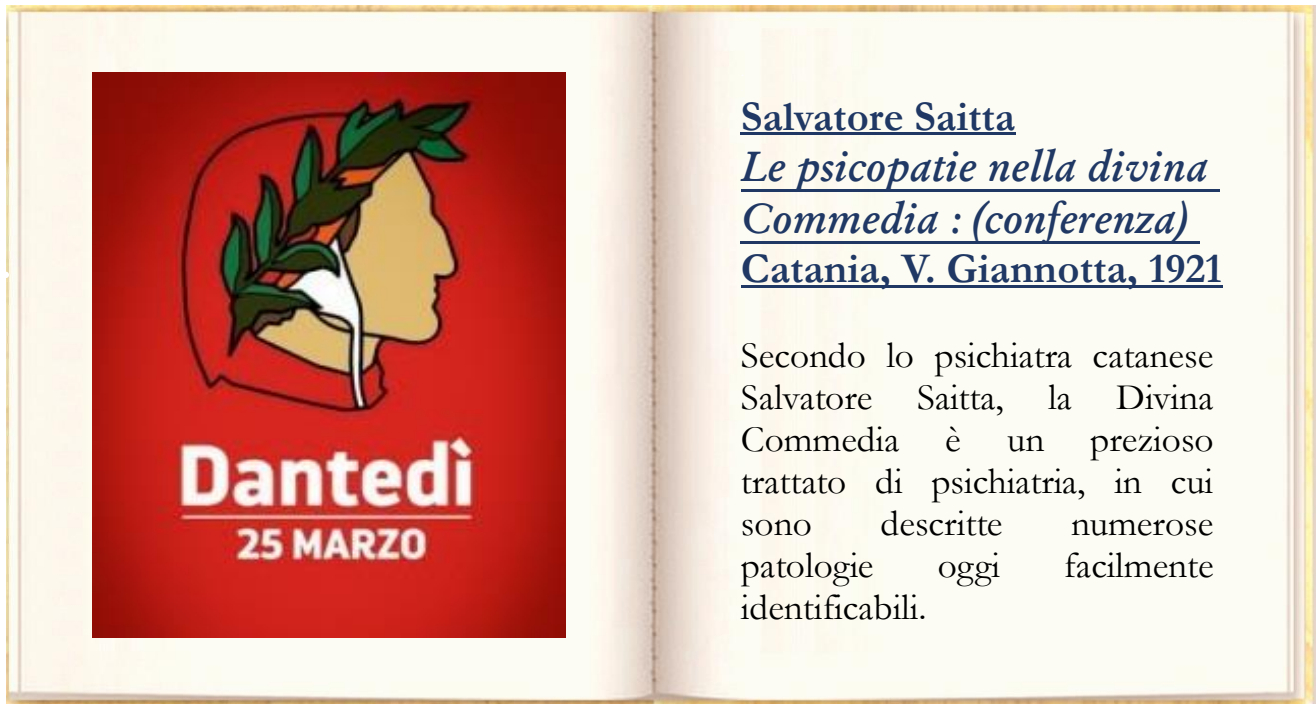 Dantedì
25 MARZO
Salvatore Saitta
Le psicopatie nella divina
Commedia : (conferenza)
Catania, V. Giannotta, 1921
Secondo lo psichiatra catanese
Salvatore Saitta, la Divina
Commedia è un prezioso
trattato di psichiatria, in cui
sono descritte numerose
patologie oggi facilmente
identificabili.